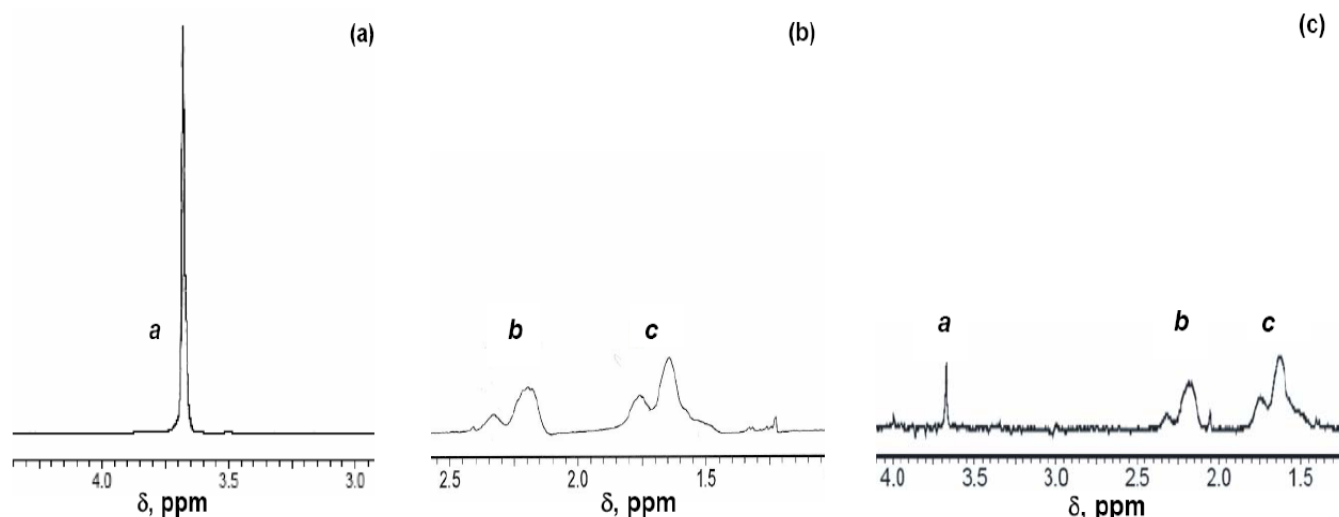 (a)
a
4.0 3.5 3.0
δ, ppm
(b)
b c
2.5 2.0 1.5
δ, ppm
(c)
a b c
4.0 3.5 3.0 2.5 2.0 1.5
δ, ppm